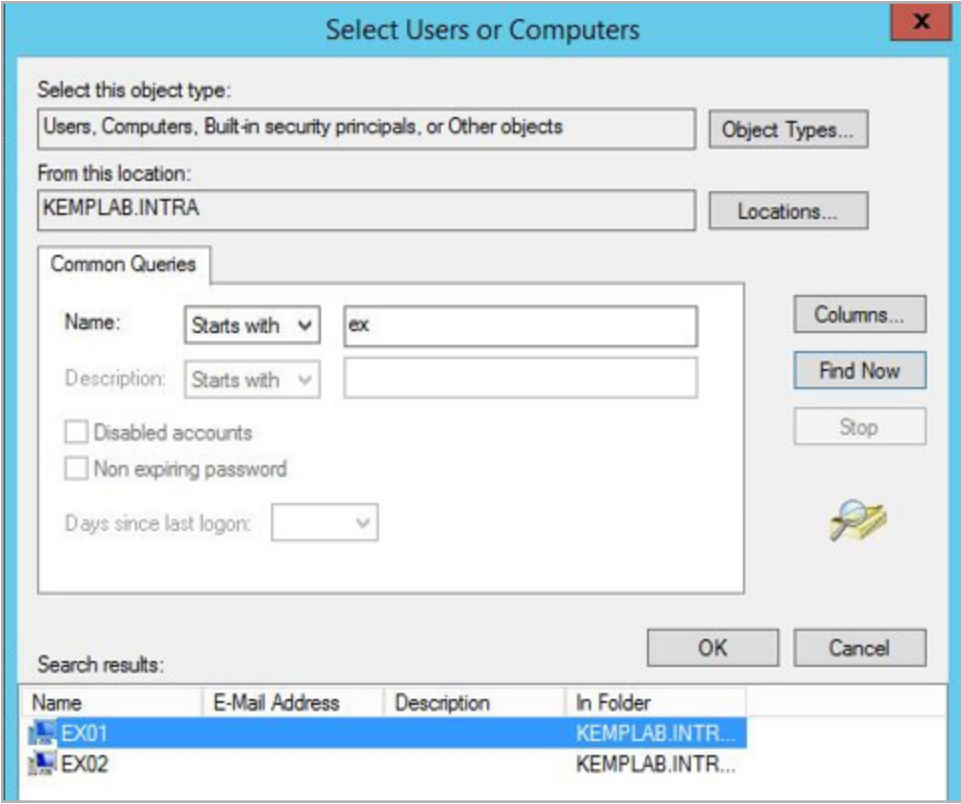 Select Users or Computers
x
Select this object type:
Users, Computers, Built-in security principals, or Other objects
Object Types...
From this location:
KEMPLAB.INTRA
Locations...
Common Queries
Name:
Starts with
ex
Columns...
Description:
Starts with
Find Now
Disabled accounts
Stop
Non expiring password
Days since last logon:
OK
Cancel
Search results:
Name E-Mail Address Description In Folder
EX01 KEMPLAB.INTR...
EX02 KEMPLAB.INTR...